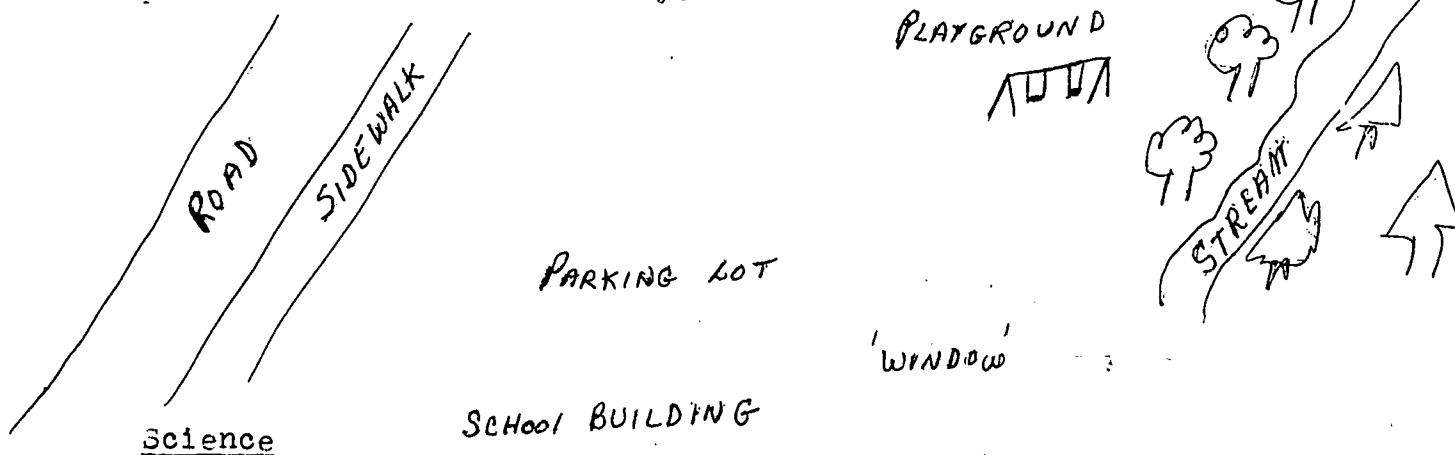 PLAYGROUND
ROAD
SIDEWALK
STREAM
PARKING LOT
'WINDOW'
SCHOOL BUILDING
Science